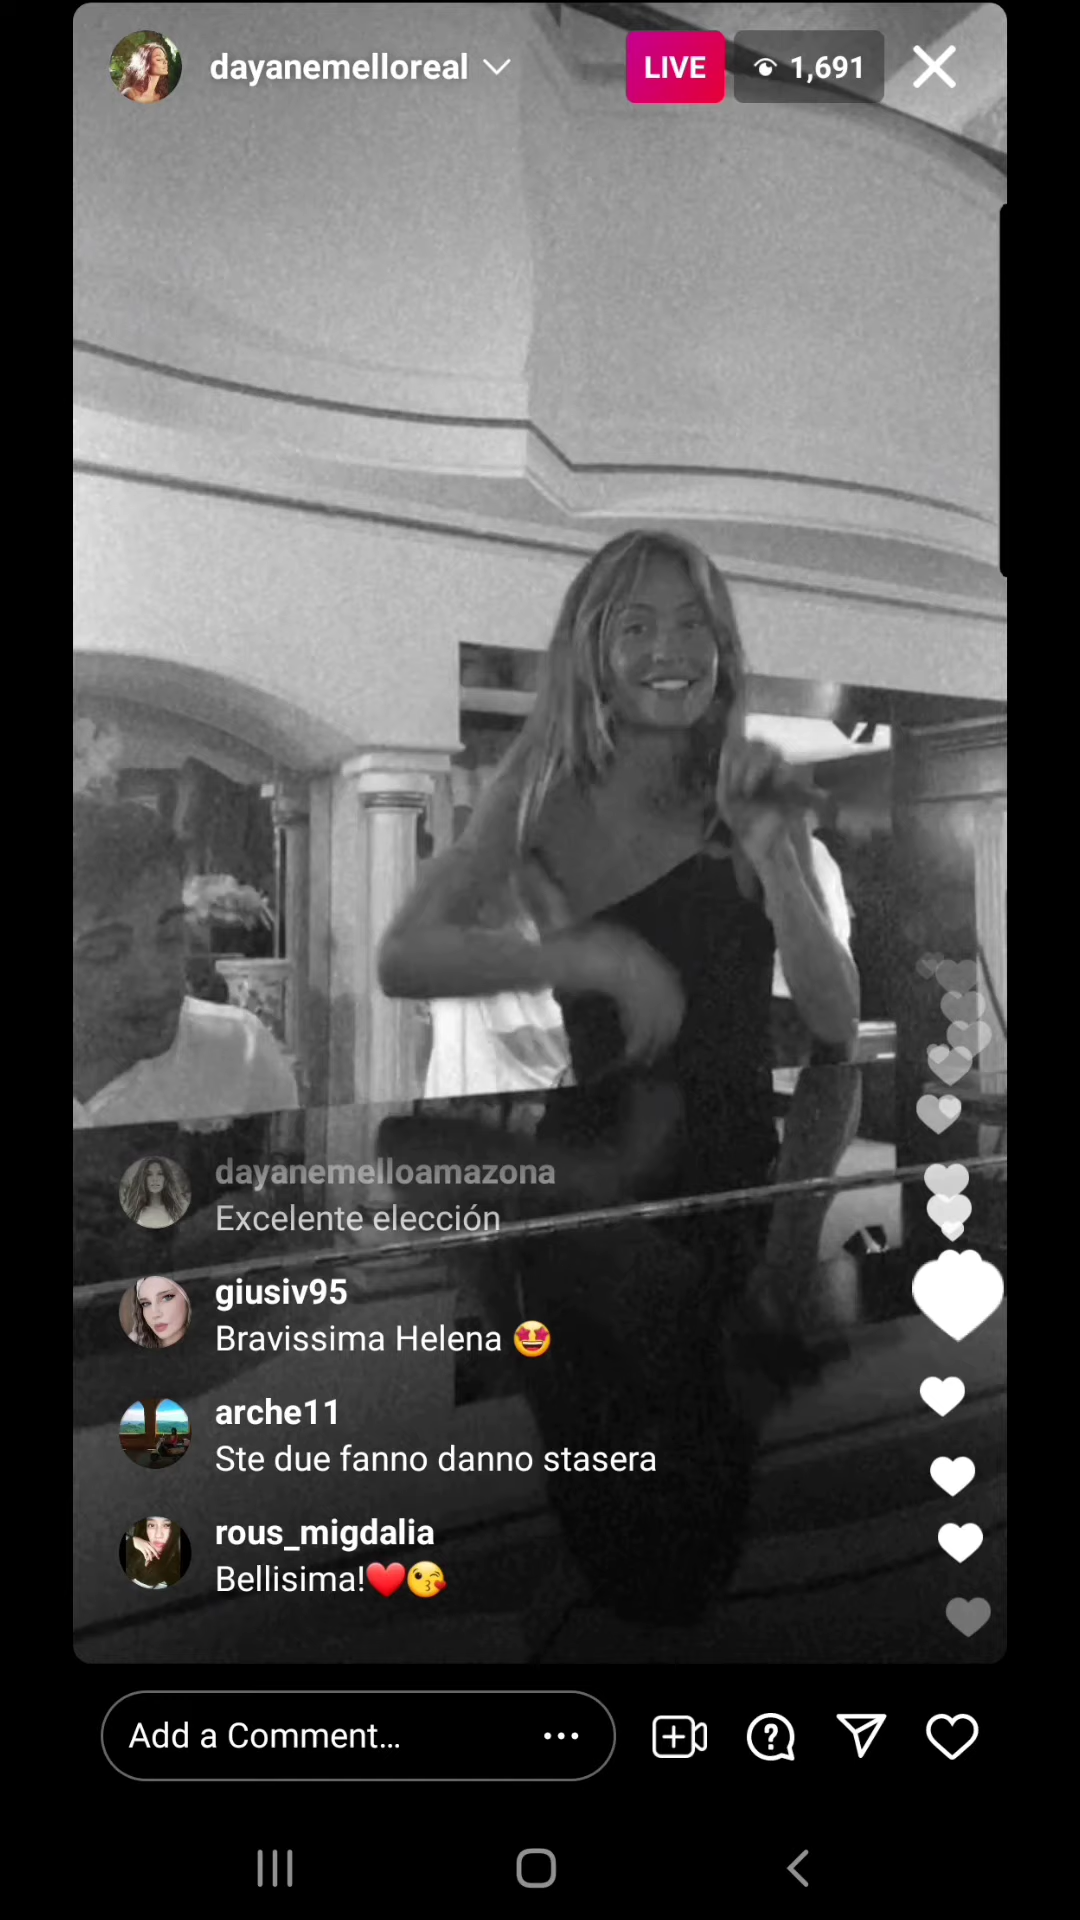 dayanemelloreal
LIVE
1,691
dayanemelloamazona
Excelente elección
giusiv95
Bravissima Helena 🤩
arche11
Ste due fanno danno stasera
rous_migdalia
Bellisima!❤️😘
Add a Comment...